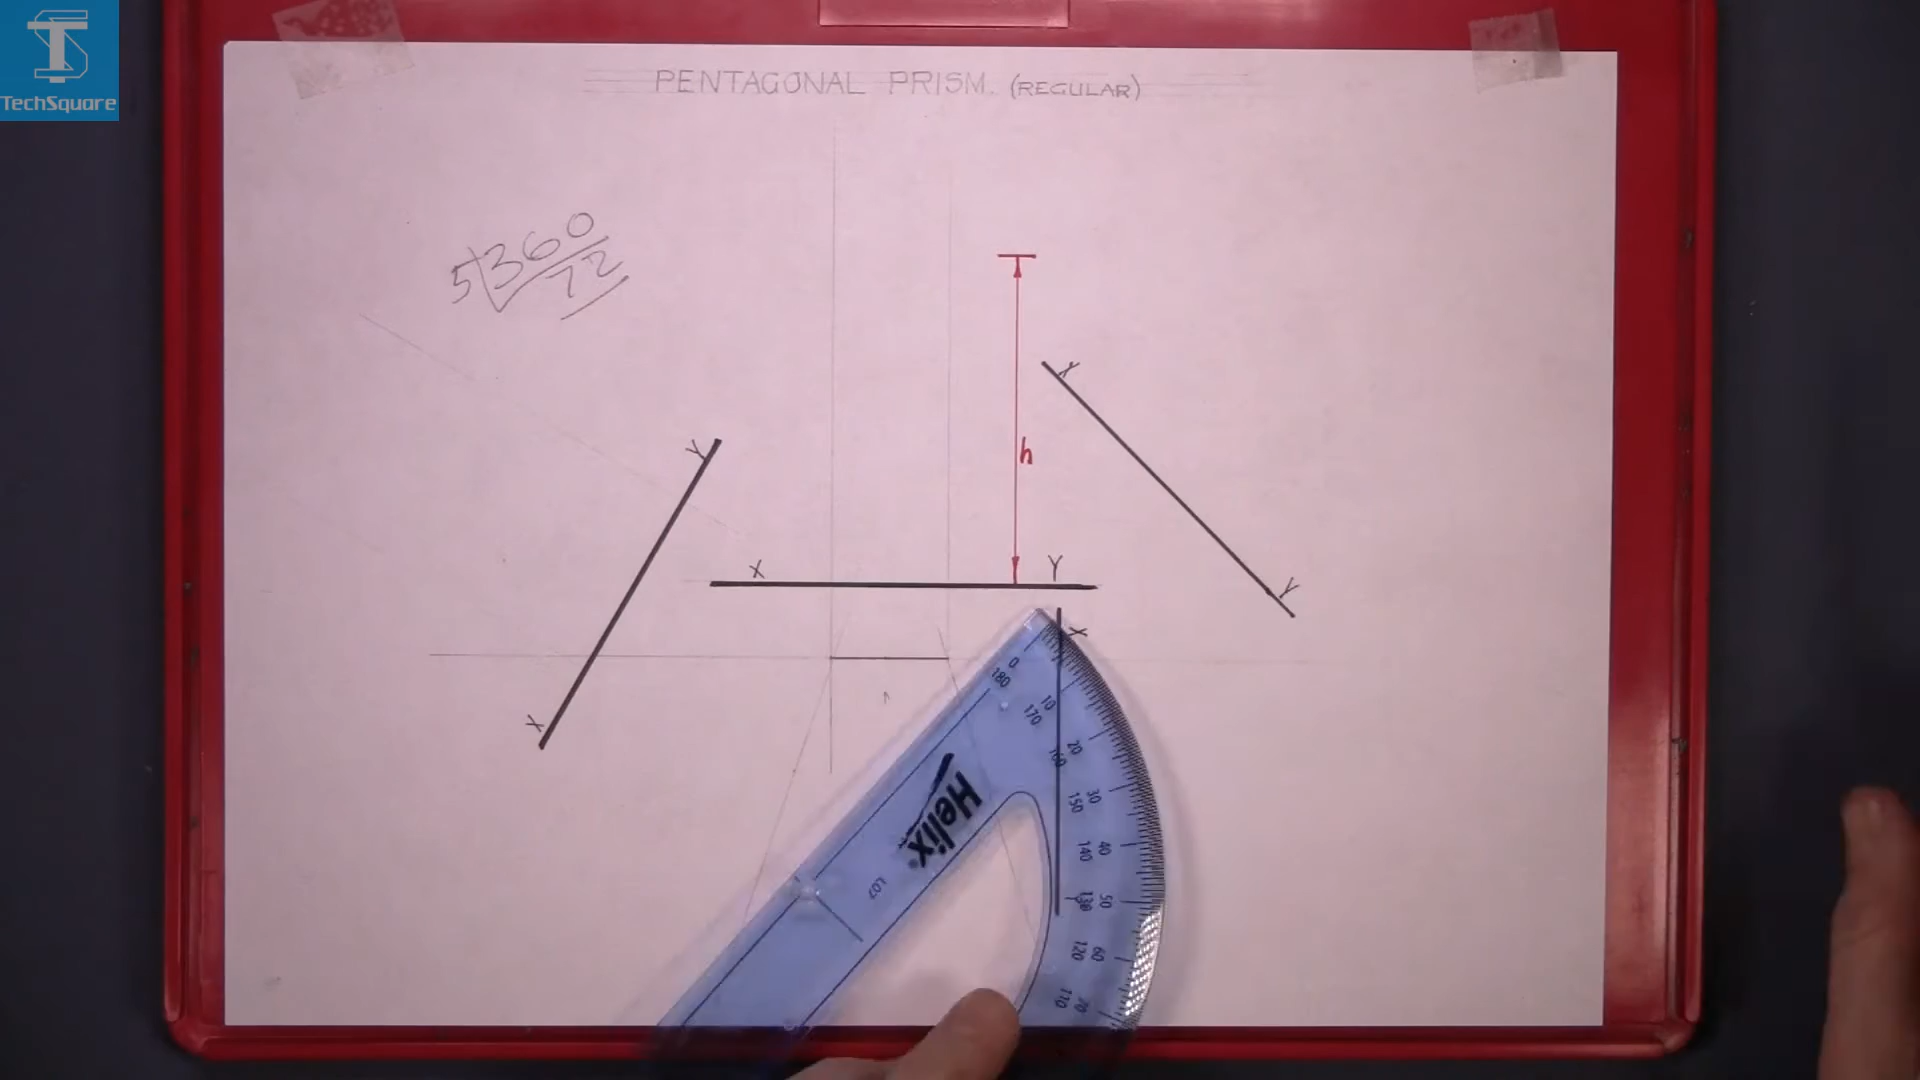 TechSquare
PENTAGONAL PRISM. (REGULAR)
5 360
72
X
Y
h
Y
X
Y
X
X
Y
0
180
10
170
20
160
30
150
40
140
50
130
60
120
70
110
Helix
L07